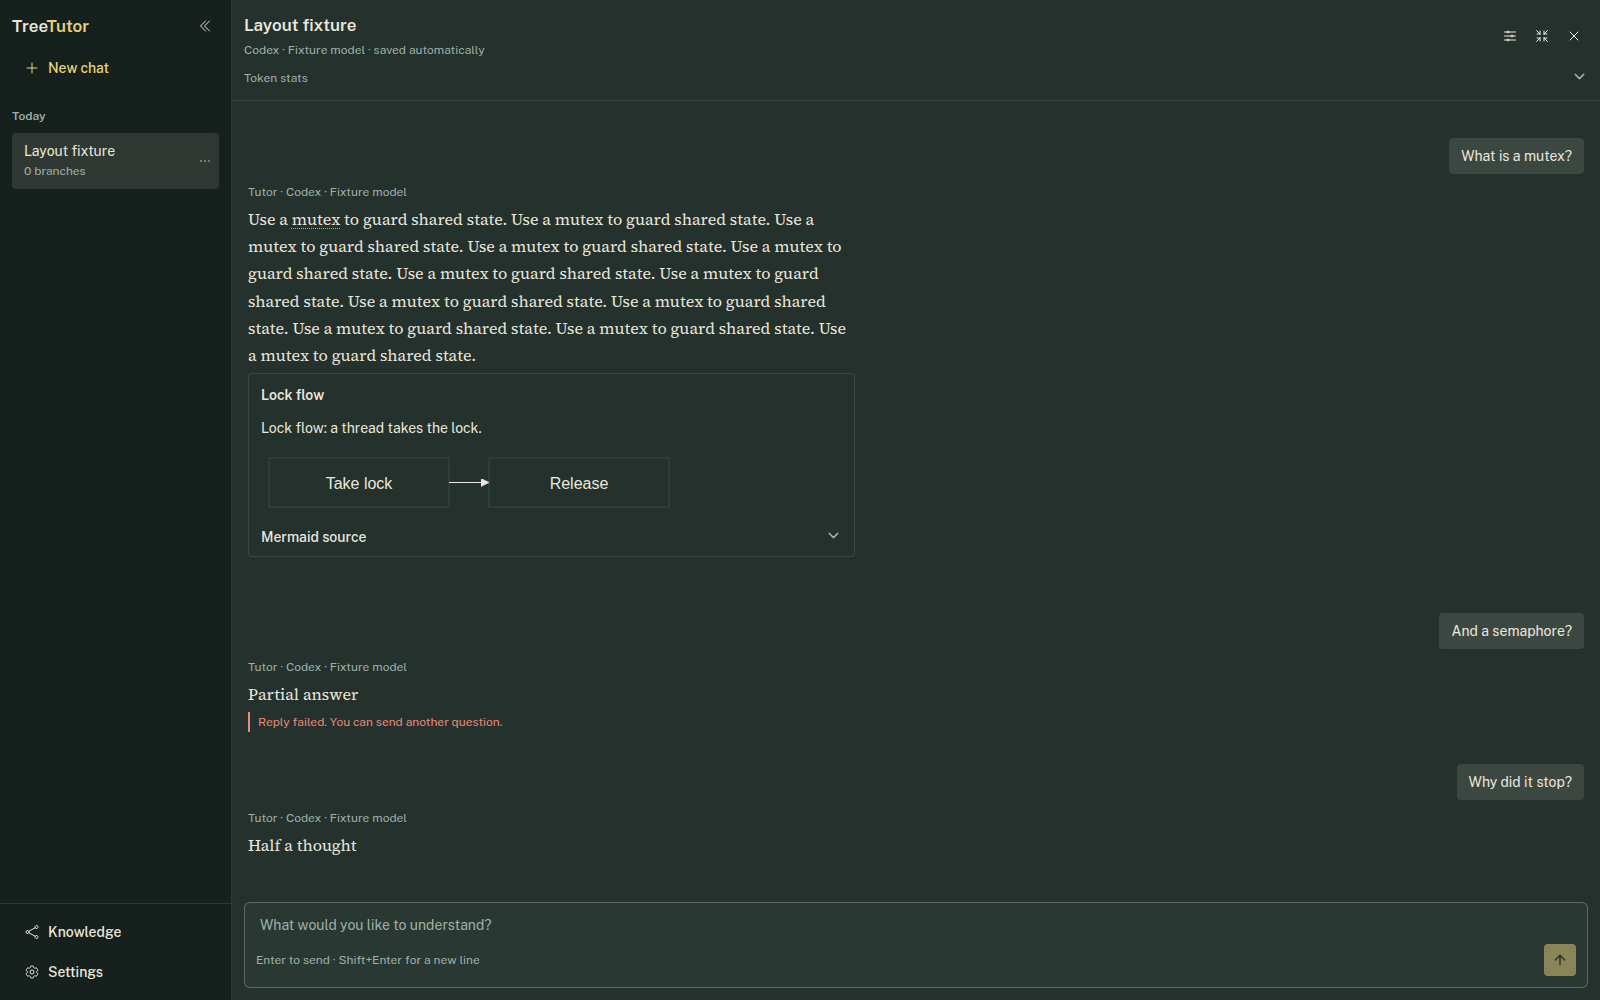 TreeTutor
New chat
Today
Layout fixture
0 branches
Knowledge
Settings
Layout fixture
Codex · Fixture model · saved automatically
Token stats
What is a mutex?
Tutor · Codex · Fixture model
Use a mutex to guard shared state. Use a mutex to guard shared state. Use a
mutex to guard shared state. Use a mutex to guard shared state. Use a mutex to
guard shared state. Use a mutex to guard shared state. Use a mutex to guard
shared state. Use a mutex to guard shared state. Use a mutex to guard shared
state. Use a mutex to guard shared state. Use a mutex to guard shared state. Use
a mutex to guard shared state.
Lock flow
Lock flow: a thread takes the lock.
Take lock
Release
Mermaid source
And a semaphore?
Tutor · Codex · Fixture model
Partial answer
Reply failed. You can send another question.
Why did it stop?
Tutor · Codex · Fixture model
Half a thought
What would you like to understand?
Enter to send · Shift+Enter for a new line